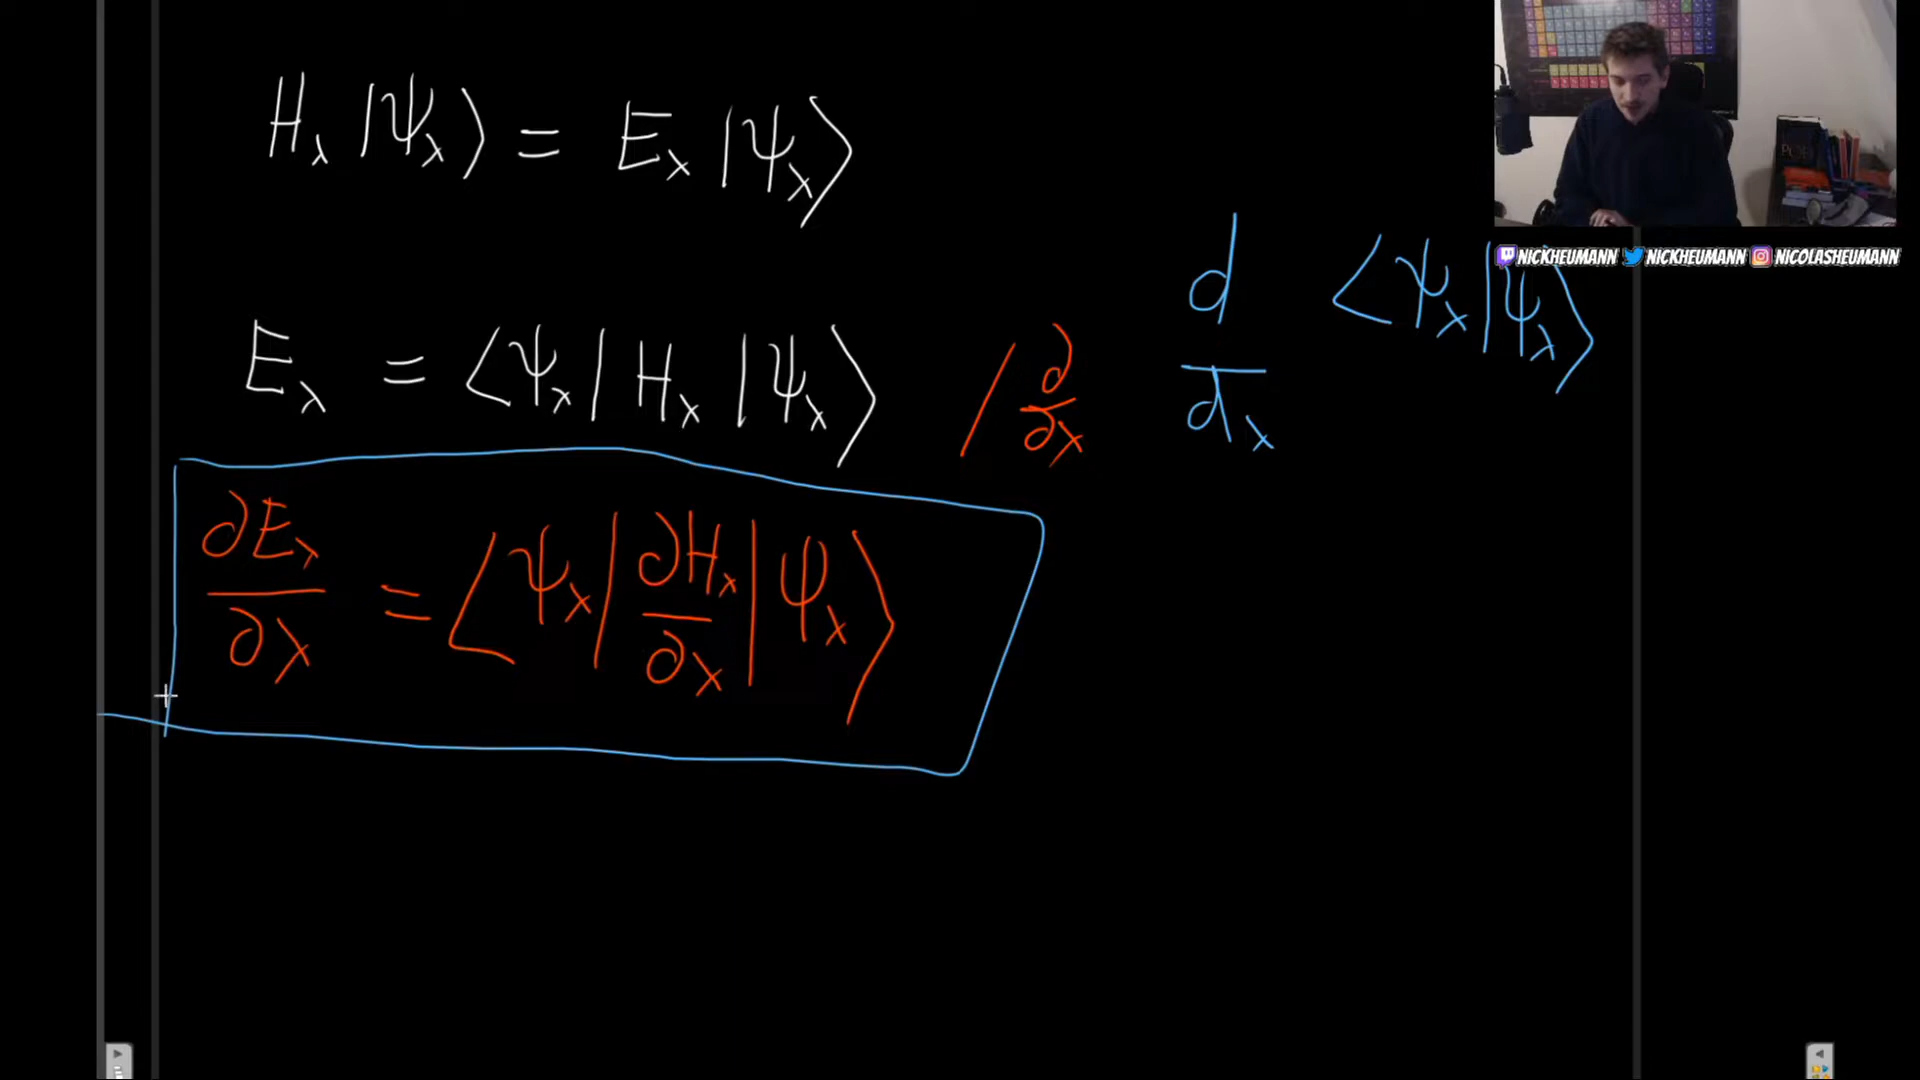 H_λ |ψ_λ⟩ = E_λ |ψ_λ⟩
NICKHEUMANN NICKHEUMANN NICOLASHEUMANN
d/dλ ⟨ψ_λ|ψ_λ⟩
E_λ = ⟨ψ_λ| H_λ |ψ_λ⟩ / ∂/∂λ
∂E_λ/∂λ = ⟨ψ_λ| ∂H_λ/∂λ |ψ_λ⟩